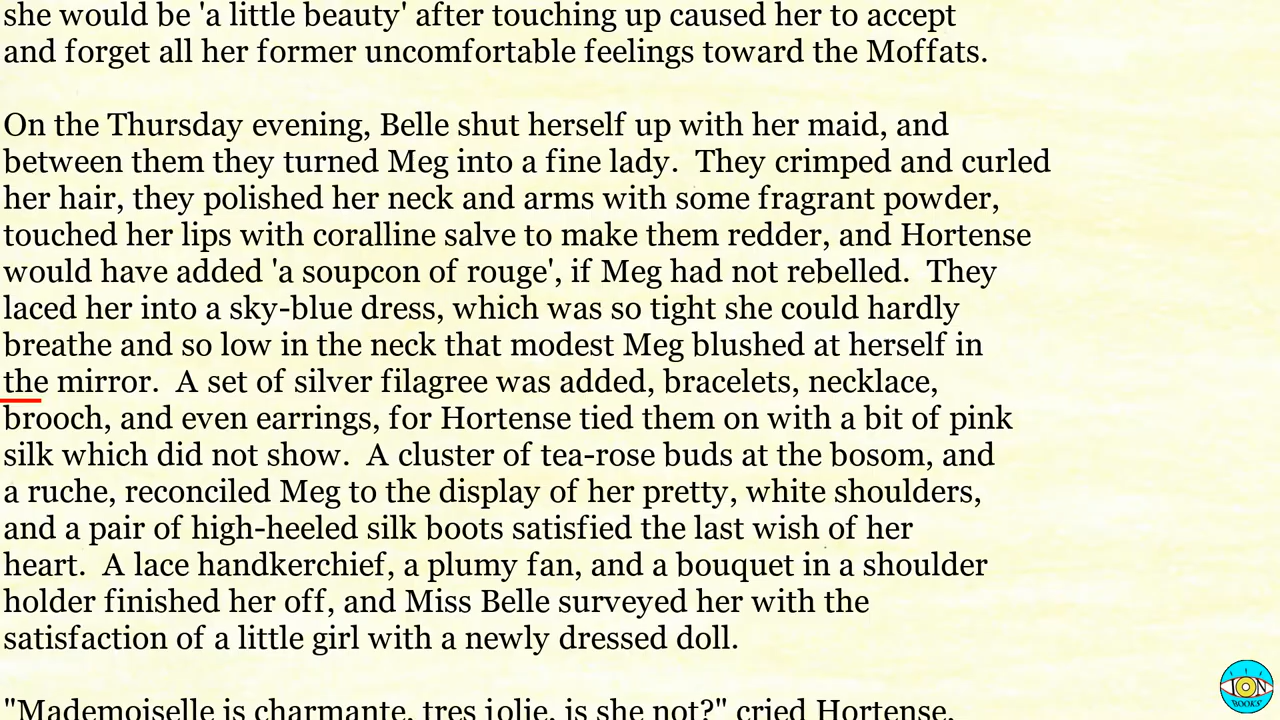 she would be 'a little beauty' after touching up caused her to accept
and forget all her former uncomfortable feelings toward the Moffats.
On the Thursday evening, Belle shut herself up with her maid, and
between them they turned Meg into a fine lady.  They crimped and curled
her hair, they polished her neck and arms with some fragrant powder,
touched her lips with coralline salve to make them redder, and Hortense
would have added 'a soupcon of rouge', if Meg had not rebelled.  They
laced her into a sky-blue dress, which was so tight she could hardly
breathe and so low in the neck that modest Meg blushed at herself in
the mirror.  A set of silver filagree was added, bracelets, necklace,
brooch, and even earrings, for Hortense tied them on with a bit of pink
silk which did not show.  A cluster of tea-rose buds at the bosom, and
a ruche, reconciled Meg to the display of her pretty, white shoulders,
and a pair of high-heeled silk boots satisfied the last wish of her
heart.  A lace handkerchief, a plumy fan, and a bouquet in a shoulder
holder finished her off, and Miss Belle surveyed her with the
satisfaction of a little girl with a newly dressed doll.
"Mademoiselle is charmante, tres jolie, is she not?" cried Hortense,
ION
BOOKS